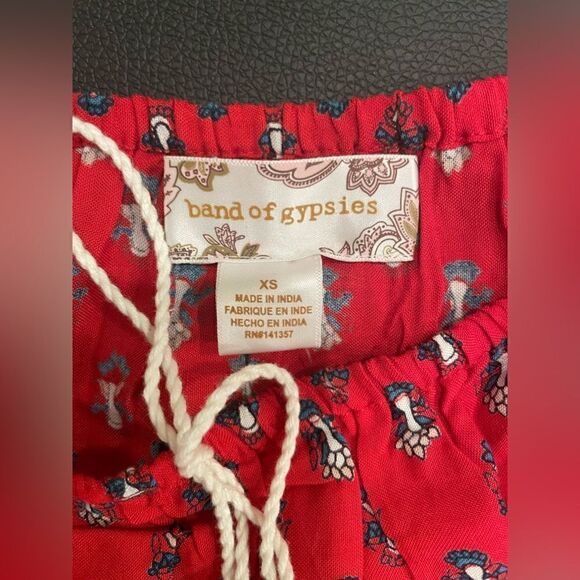 band of gypsies
XS
MADE IN INDIA
FABRIQUE EN INDE
HECHO EN INDIA
RN#141357